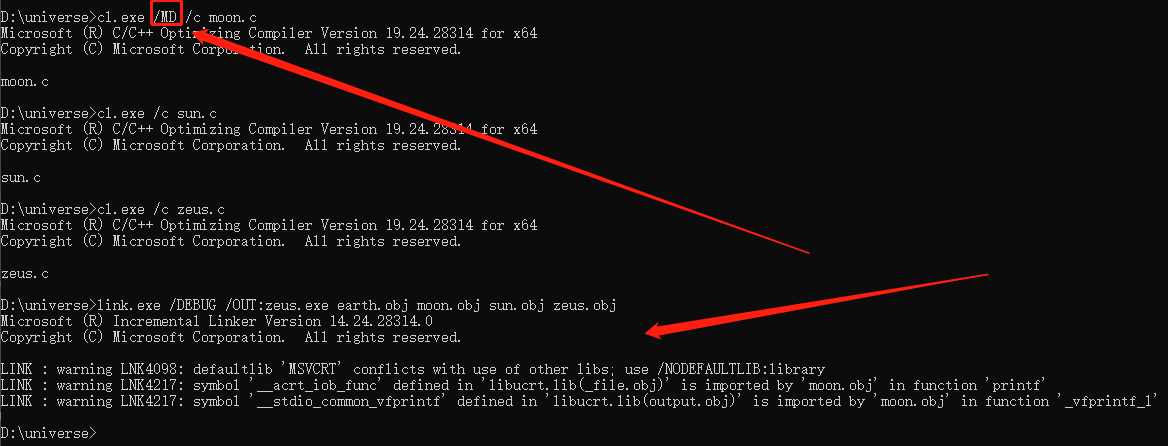 D:\universe>cl.exe /MD /c moon.c
Microsoft (R) C/C++ Optimizing Compiler Version 19.24.28314 for x64
Copyright (C) Microsoft Corporation.  All rights reserved.
moon.c
D:\universe>cl.exe /c sun.c
Microsoft (R) C/C++ Optimizing Compiler Version 19.24.28314 for x64
Copyright (C) Microsoft Corporation.  All rights reserved.
sun.c
D:\universe>cl.exe /c zeus.c
Microsoft (R) C/C++ Optimizing Compiler Version 19.24.28314 for x64
Copyright (C) Microsoft Corporation.  All rights reserved.
zeus.c
D:\universe>link.exe /DEBUG /OUT:zeus.exe earth.obj moon.obj sun.obj zeus.obj
Microsoft (R) Incremental Linker Version 14.24.28314.0
Copyright (C) Microsoft Corporation.  All rights reserved.
LINK : warning LNK4098: defaultlib 'MSVCRT' conflicts with use of other libs; use /NODEFAULTLIB:library
LINK : warning LNK4217: symbol '__acrt_iob_func' defined in 'libucrt.lib(_file.obj)' is imported by 'moon.obj' in function 'printf'
LINK : warning LNK4217: symbol '__stdio_common_vfprintf' defined in 'libucrt.lib(output.obj)' is imported by 'moon.obj' in function '_vfprintf_l'
D:\universe>